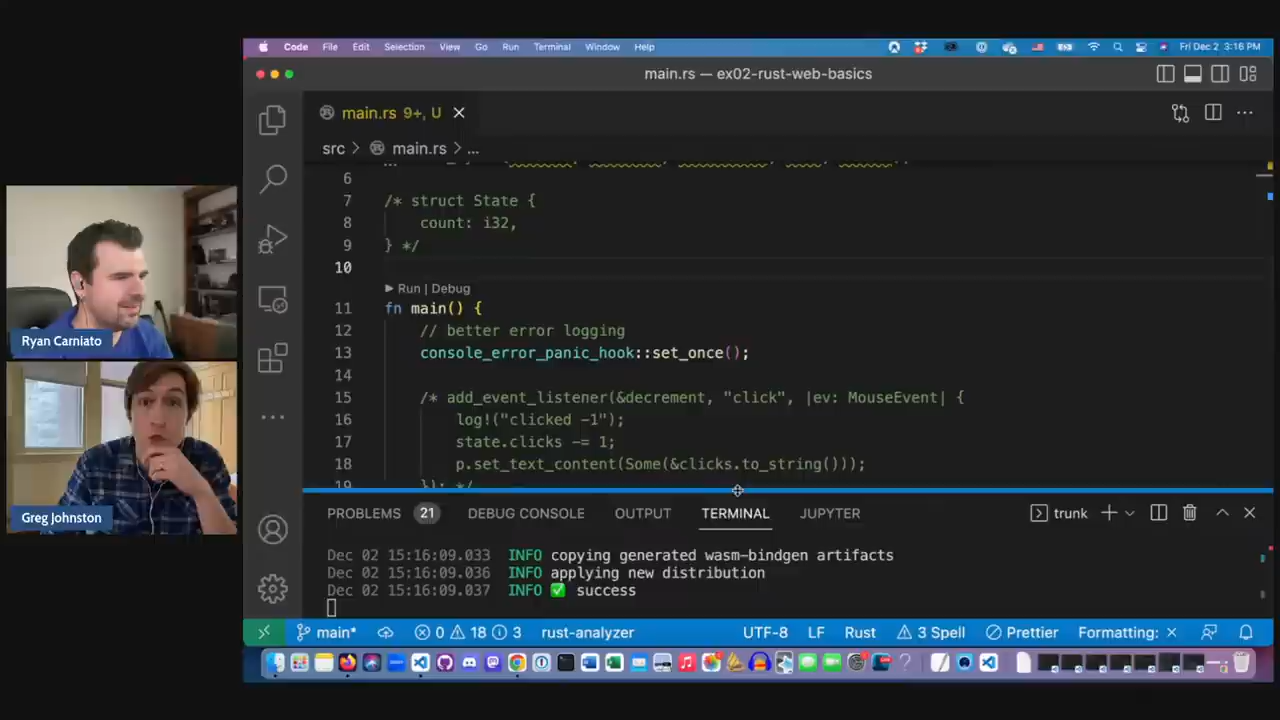 Code File Edit Selection View Go Run Terminal Window Help Fri Dec 2 3:16 PM
main.rs — ex02-rust-web-basics
main.rs 9+, U
src > main.rs > ...
6
7 /* struct State {
8 count: i32,
9 } */
10
Run | Debug
11 fn main() {
12 // better error logging
13 console_error_panic_hook::set_once();
14
15 /* add_event_listener(&decrement, "click", |ev: MouseEvent| {
16 log!("clicked -1");
17 state.clicks -= 1;
18 p.set_text_content(Some(&clicks.to_string()));
19 }); */
PROBLEMS 21 DEBUG CONSOLE OUTPUT TERMINAL JUPYTER trunk
Dec 02 15:16:09.033 INFO copying generated wasm-bindgen artifacts
Dec 02 15:16:09.036 INFO applying new distribution
Dec 02 15:16:09.037 INFO ✅ success
main* 0 18 3 rust-analyzer UTF-8 LF Rust 3 Spell Prettier Formatting: ×
Ryan Carniato
Greg Johnston